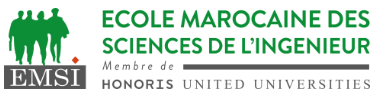 EMSI
ECOLE MAROCAINE DES
SCIENCES DE L'INGENIEUR
Membre de
HONORIS UNITED UNIVERSITIES